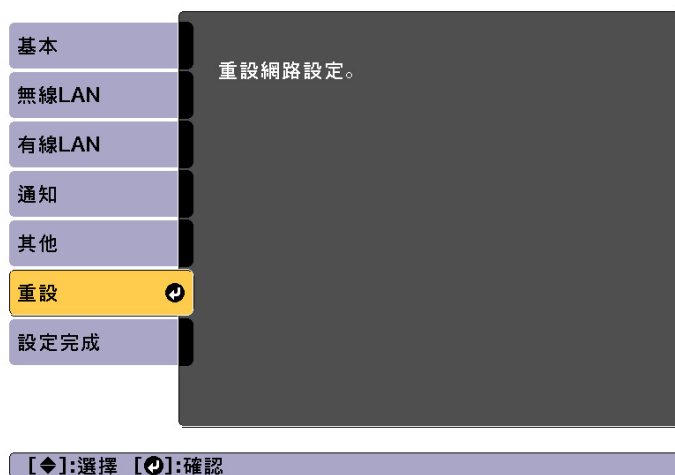 基本
無線LAN
有線LAN
通知
其他
重設
設定完成
重設網路設定。
[◆]:選擇 [↵]:確認